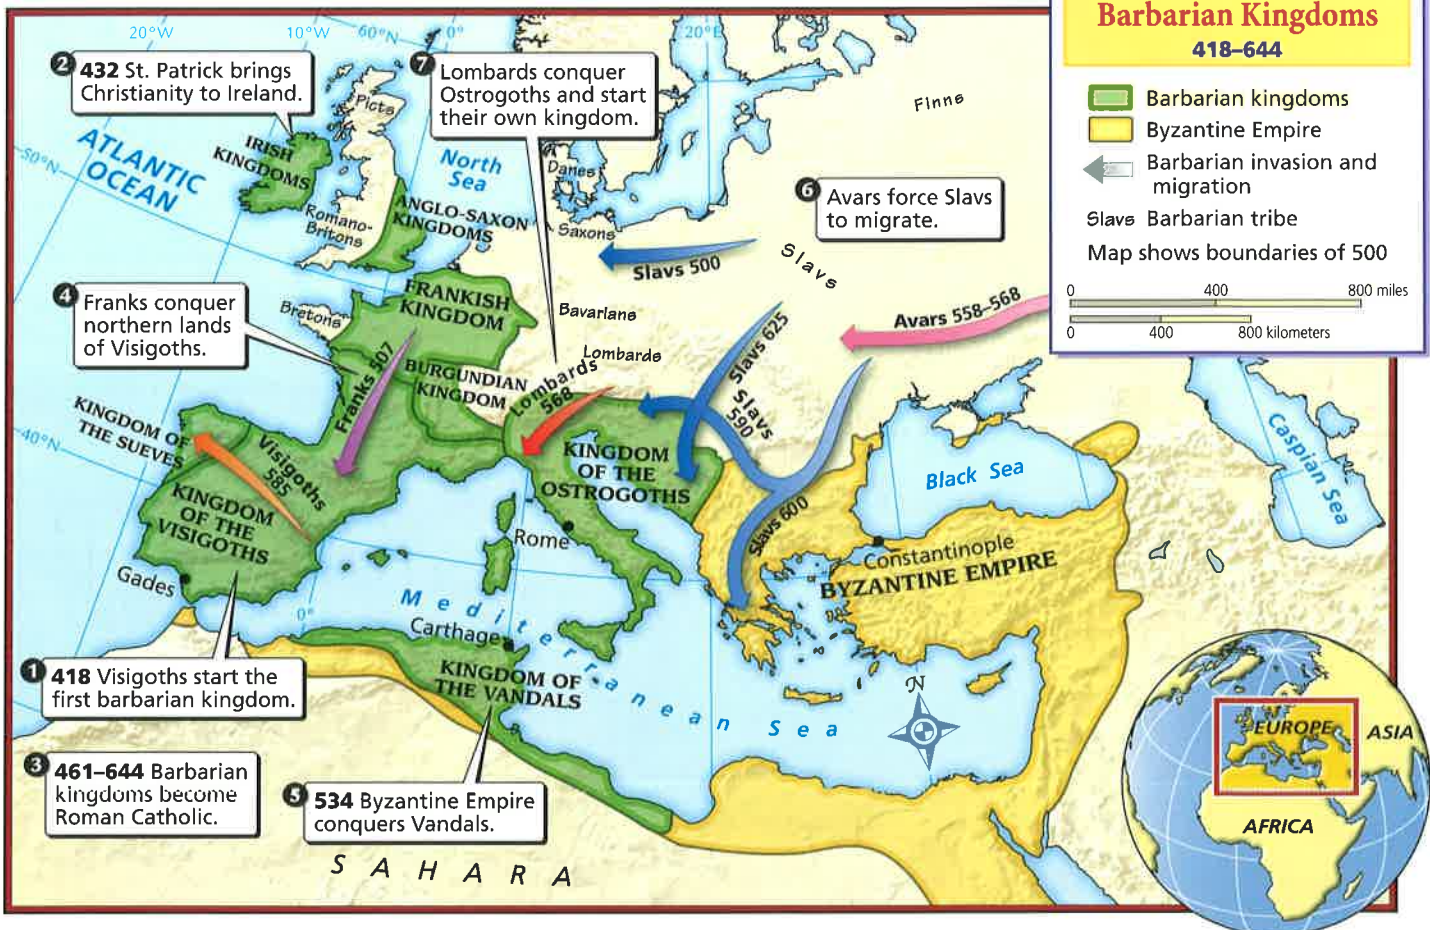 Barbarian Kingdoms
418–644
Barbarian kingdoms
Byzantine Empire
Barbarian invasion and
migration
Slavs Barbarian tribe
Map shows boundaries of 500
0 400 800 miles
0 400 800 kilometers
20°W
10°W
60°N
0°
20°E
50°N
40°N
0°
2 432 St. Patrick brings
Christianity to Ireland.
7 Lombards conquer
Ostrogoths and start
their own kingdom.
6 Avars force Slavs
to migrate.
4 Franks conquer
northern lands
of Visigoths.
1 418 Visigoths start the
first barbarian kingdom.
3 461–644 Barbarian
kingdoms become
Roman Catholic.
5 534 Byzantine Empire
conquers Vandals.
ATLANTIC
OCEAN
IRISH
KINGDOMS
Picts
Romano-
Britons
North
Sea
ANGLO-SAXON
KINGDOMS
Danes
Saxons
Finns
Slavs
Slavs 500
Avars 558–568
Bretons
FRANKISH
KINGDOM
Bavarians
Lombards
Slavs 625
Franks 507
BURGUNDIAN
KINGDOM
Lombards
568
Slavs
590
KINGDOM OF
THE SUEVES
Visigoths
585
KINGDOM
OF THE
VISIGOTHS
KINGDOM
OF THE
OSTROGOTHS
Slavs 600
Black Sea
Caspian Sea
Rome
Constantinople
BYZANTINE EMPIRE
Gades
Carthage
Mediterranean Sea
KINGDOM OF
THE VANDALS
N
SAHARA
EUROPE
ASIA
AFRICA